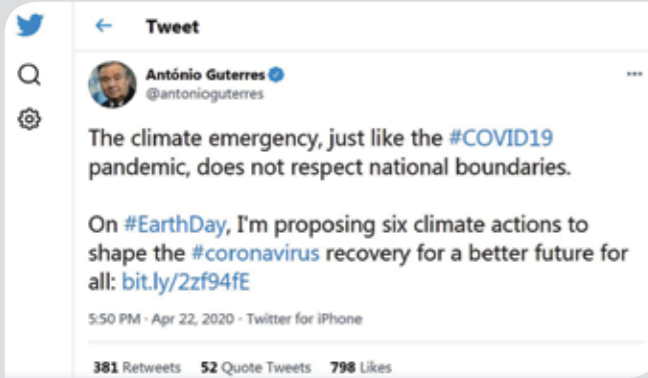 Tweet
António Guterres
@antonioguterres
The climate emergency, just like the #COVID19
pandemic, does not respect national boundaries.
On #EarthDay, I'm proposing six climate actions to
shape the #coronavirus recovery for a better future for
all: bit.ly/2zf94fE
5:50 PM · Apr 22, 2020 · Twitter for iPhone
381 Retweets 52 Quote Tweets 798 Likes